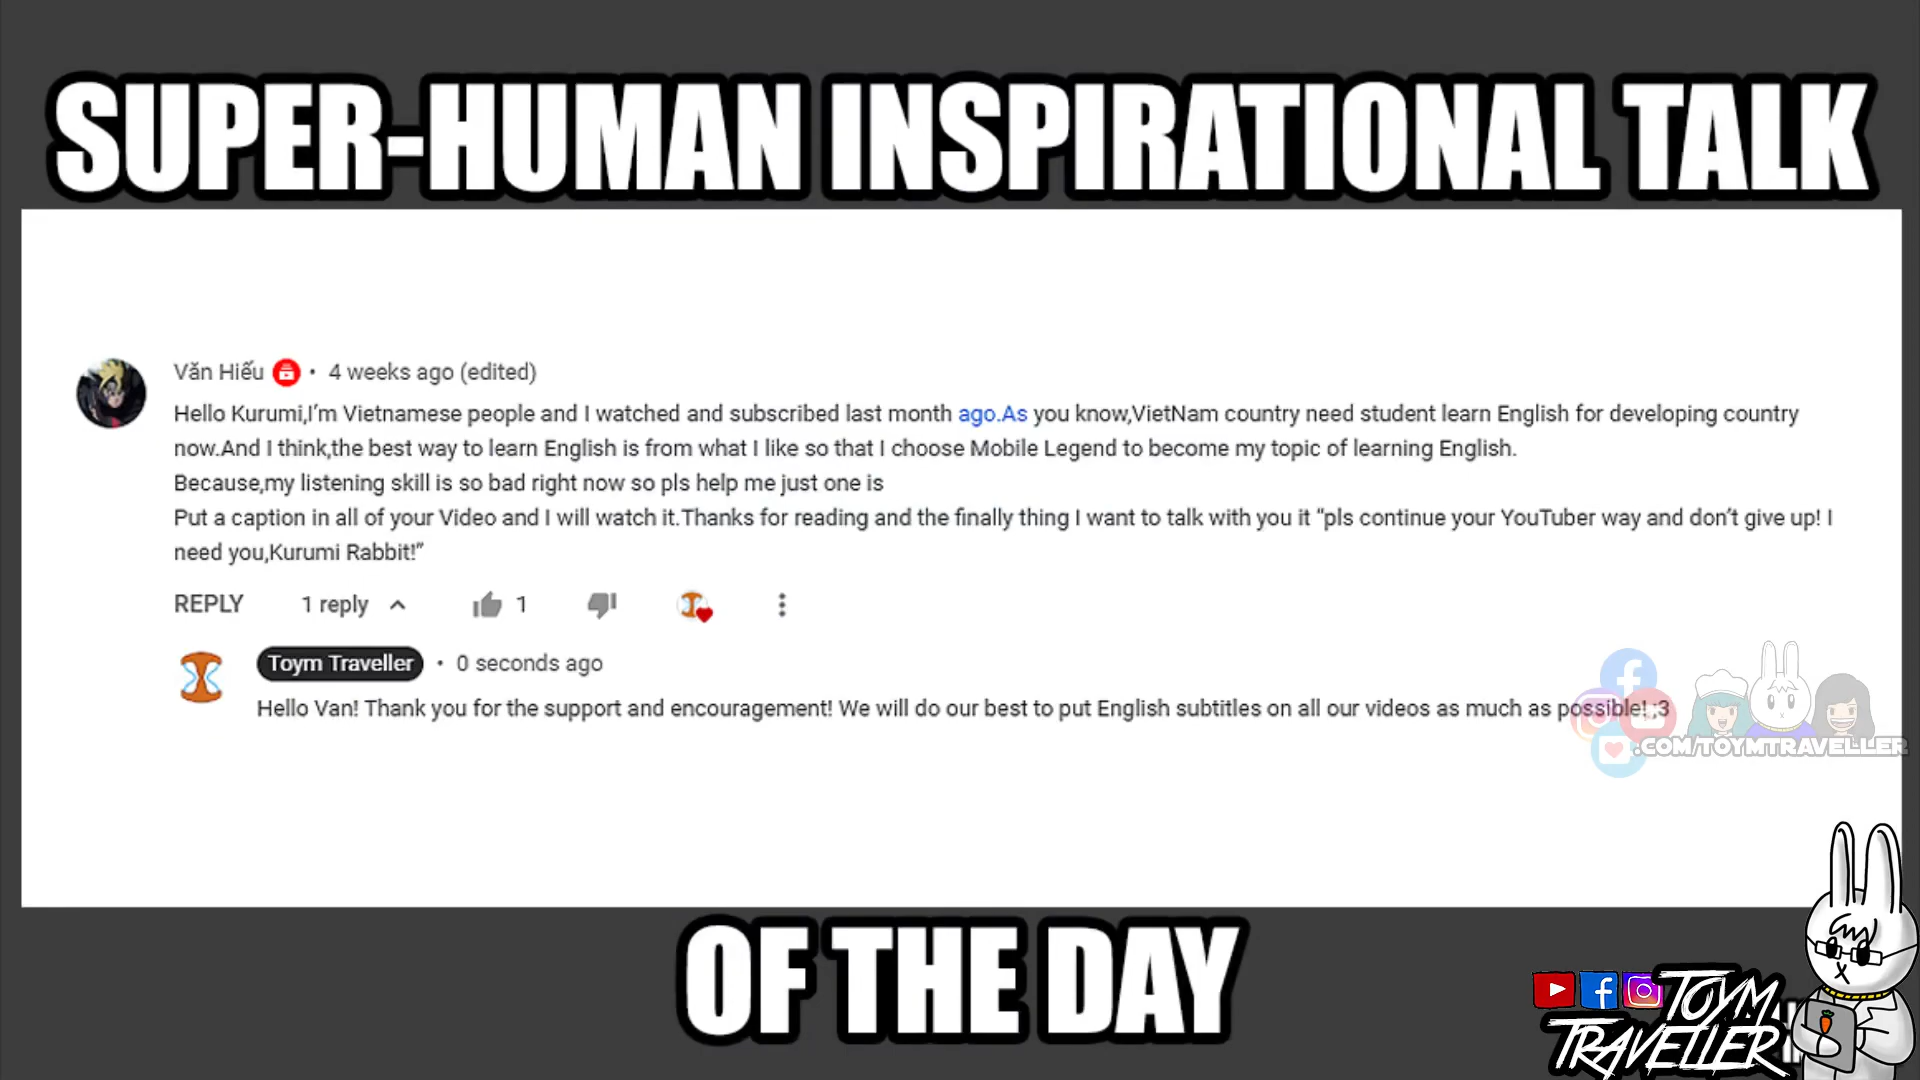 SUPER-HUMAN INSPIRATIONAL TALK
Văn Hiếu • 4 weeks ago (edited)
Hello Kurumi,I'm Vietnamese people and I watched and subscribed last month ago.As you know,VietNam country need student learn English for developing country
now.And I think,the best way to learn English is from what I like so that I choose Mobile Legend to become my topic of learning English.
Because,my listening skill is so bad right now so pls help me just one is
Put a caption in all of your Video and I will watch it.Thanks for reading and the finally thing I want to talk with you it “pls continue your YouTuber way and don't give up! I
need you,Kurumi Rabbit!”
REPLY 1 reply 1
Toym Traveller • 0 seconds ago
Hello Van! Thank you for the support and encouragement! We will do our best to put English subtitles on all our videos as much as possible! :3
.COM/TOYMTRAVELLER
OF THE DAY
TOYM
TRAVELLER